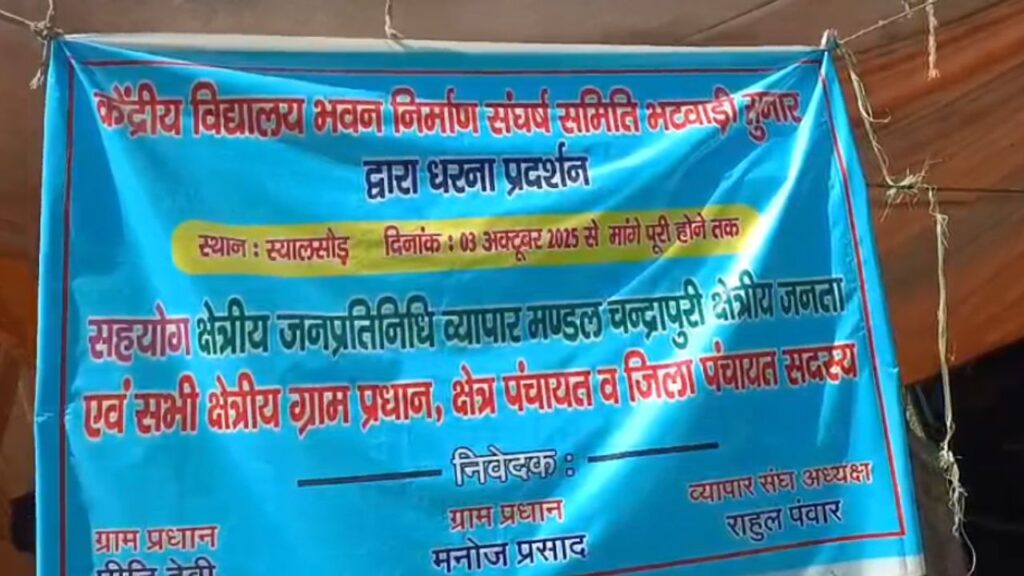 केंद्रीय विद्यालय भवन निर्माण संघर्ष समिति भटवाड़ी सुनार
द्वारा धरना प्रदर्शन
स्थान : स्यालसौड़ दिनांक : 03 अक्टूबर 2025 से मांगे पूरी होने तक
सहयोग क्षेत्रीय जनप्रतिनिधि व्यापार मण्डल चन्द्रापुरी क्षेत्रीय जनता
एवं सभी क्षेत्रीय ग्राम प्रधान, क्षेत्र पंचायत व जिला पंचायत सदस्य
निवेदक :
ग्राम प्रधान
ग्राम प्रधान
मनोज प्रसाद
व्यापार संघ अध्यक्ष
राहुल पंवार